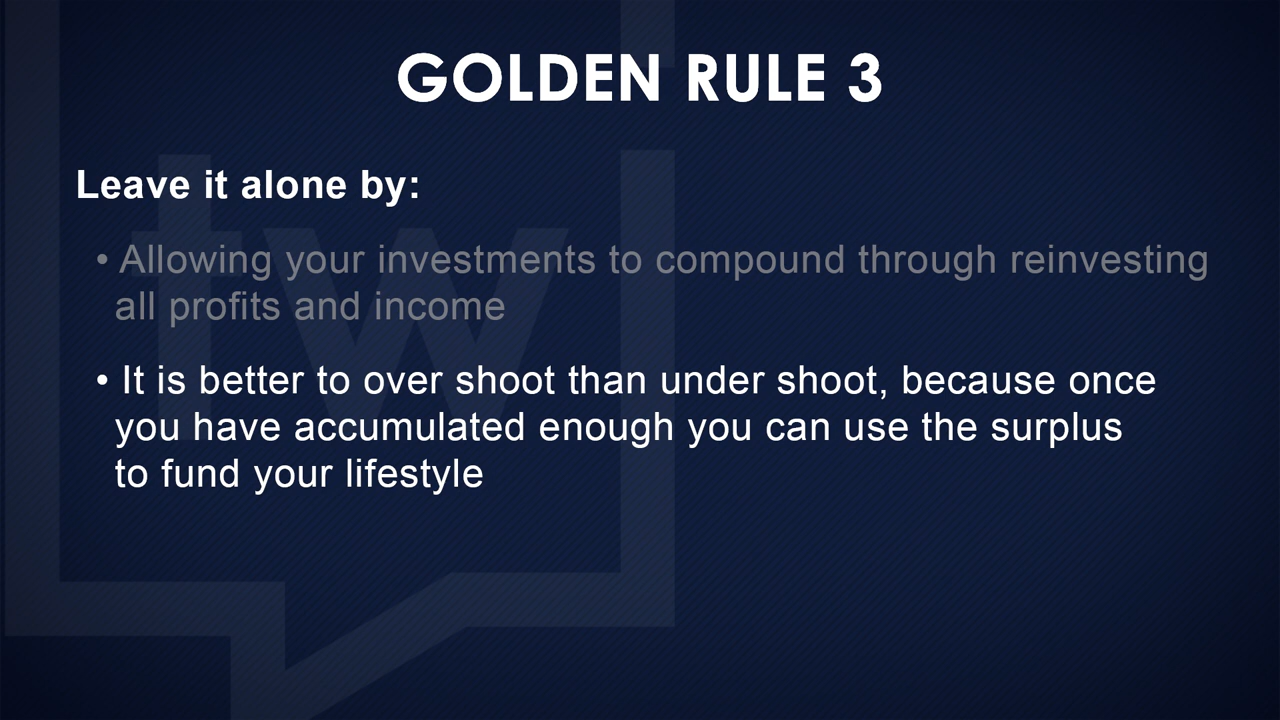 GOLDEN RULE 3
Leave it alone by:
• Allowing your investments to compound through reinvesting
all profits and income
• It is better to over shoot than under shoot, because once
you have accumulated enough you can use the surplus
to fund your lifestyle
tw